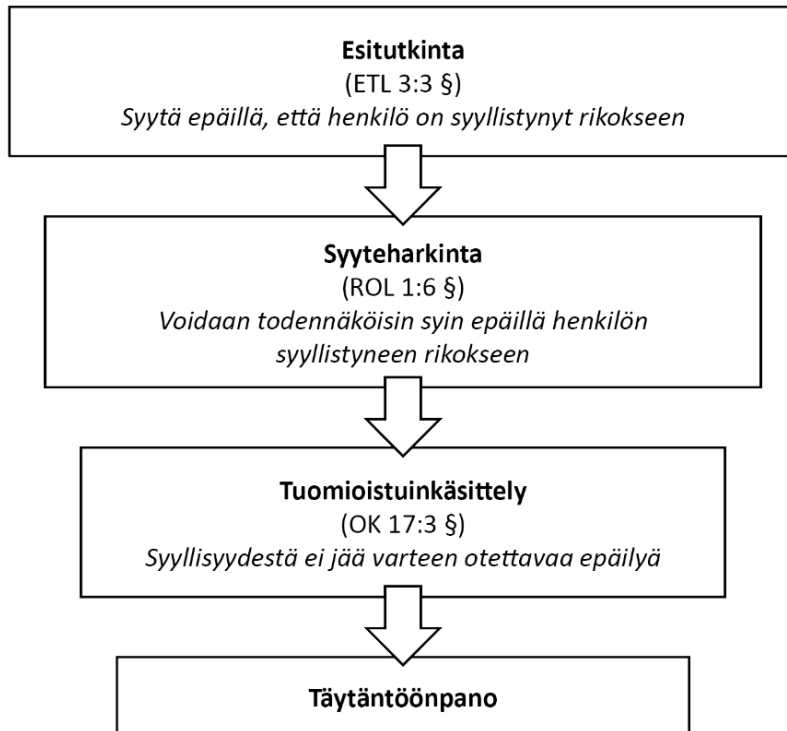 Esitutkinta
(ETL 3:3 §)
Syytä epäillä, että henkilö on syyllistynyt rikokseen
Syyteharkinta
(ROL 1:6 §)
Voidaan todennäköisin syin epäillä henkilön
syyllistyneen rikokseen
Tuomioistuinkäsittely
(OK 17:3 §)
Syyllisyydestä ei jää varteen otettavaa epäilyä
Täytäntöönpano